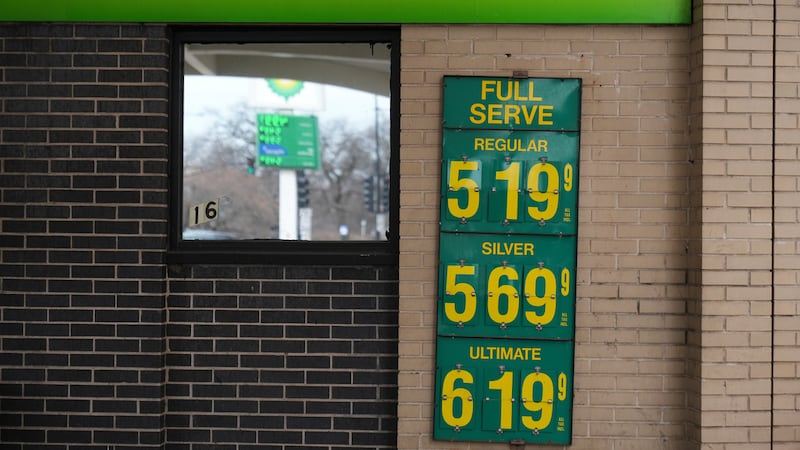 16
FULL
SERVE
REGULAR
5 19 9
SILVER
5 69 9
ULTIMATE
6 19 9